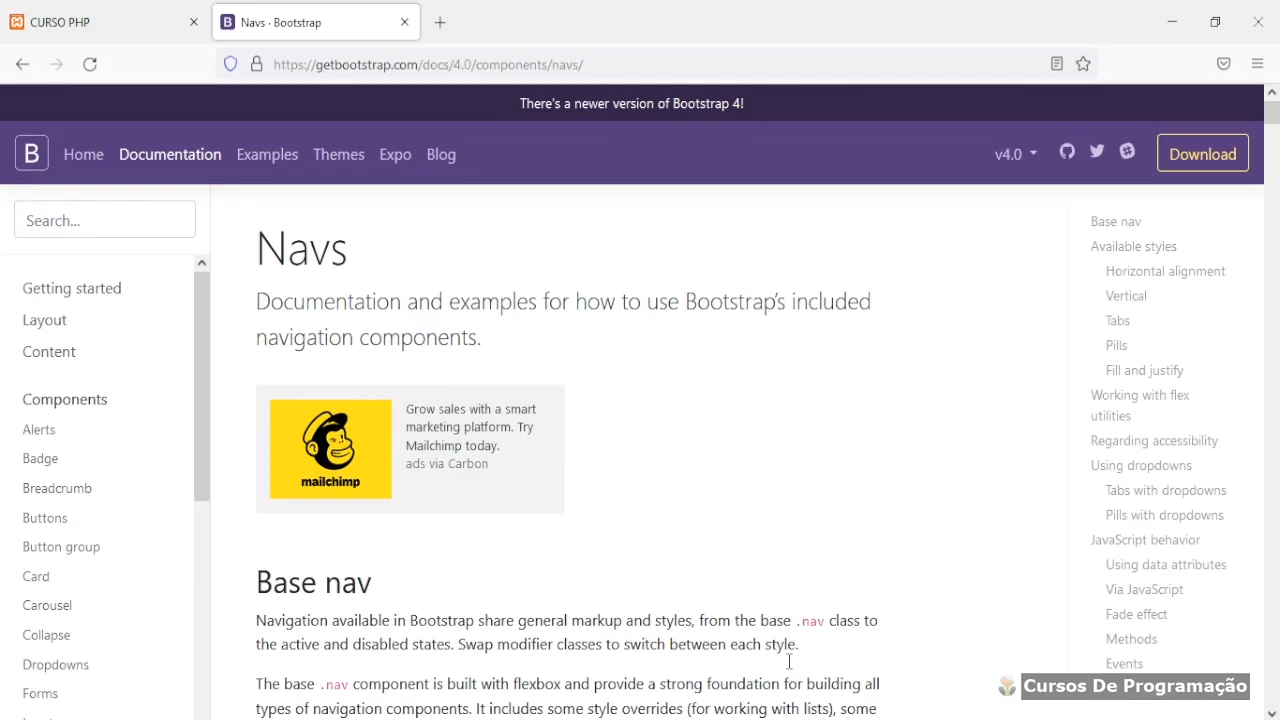 CURSO PHP
Navs · Bootstrap
https://getbootstrap.com/docs/4.0/components/navs/
There's a newer version of Bootstrap 4!
B
Home
Documentation
Examples
Themes
Expo
Blog
v4.0
Download
Search...
Getting started
Layout
Content
Components
Alerts
Badge
Breadcrumb
Buttons
Button group
Card
Carousel
Collapse
Dropdowns
Forms
Navs
Documentation and examples for how to use Bootstrap's included
navigation components.
mailchimp
Grow sales with a smart
marketing platform. Try
Mailchimp today.
ads via Carbon
Base nav
Navigation available in Bootstrap share general markup and styles, from the base .nav class to
the active and disabled states. Swap modifier classes to switch between each style.
The base .nav component is built with flexbox and provide a strong foundation for building all
types of navigation components. It includes some style overrides (for working with lists), some
Base nav
Available styles
Horizontal alignment
Vertical
Tabs
Pills
Fill and justify
Working with flex
utilities
Regarding accessibility
Using dropdowns
Tabs with dropdowns
Pills with dropdowns
JavaScript behavior
Using data attributes
Via JavaScript
Fade effect
Methods
Events
Cursos De Programação